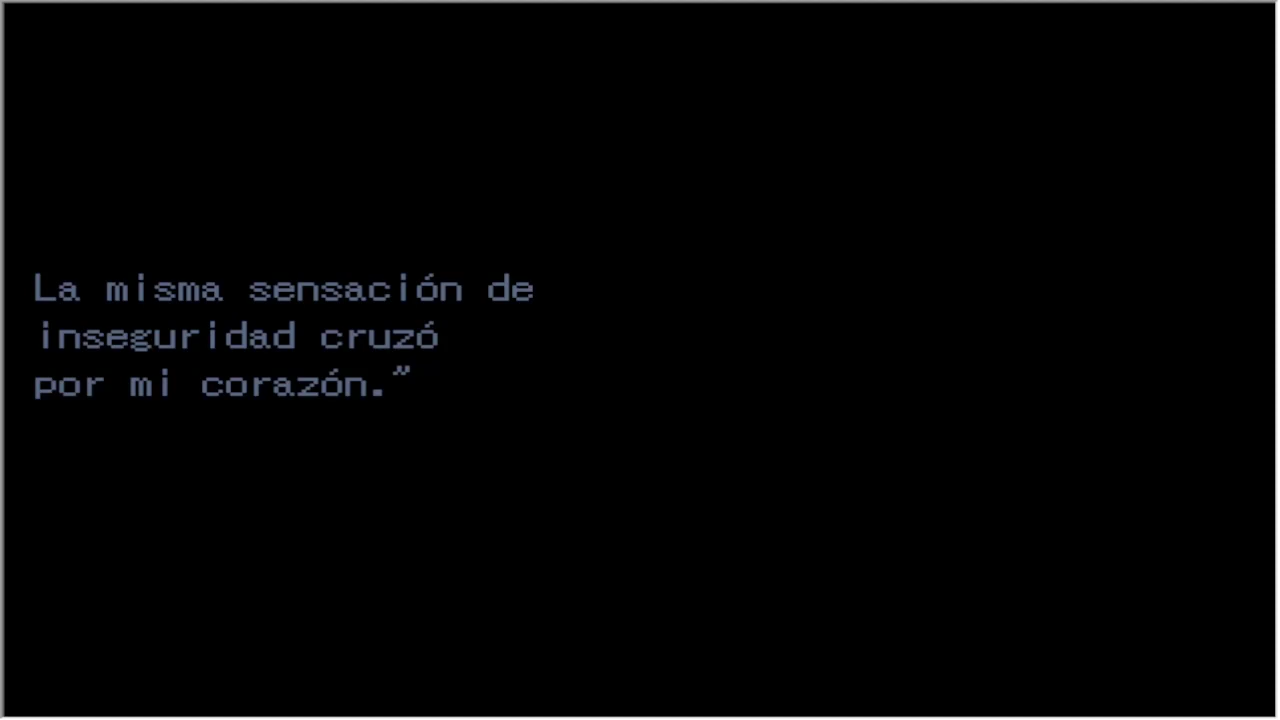 La misma sensación de
inseguridad cruzó
por mi corazón.”